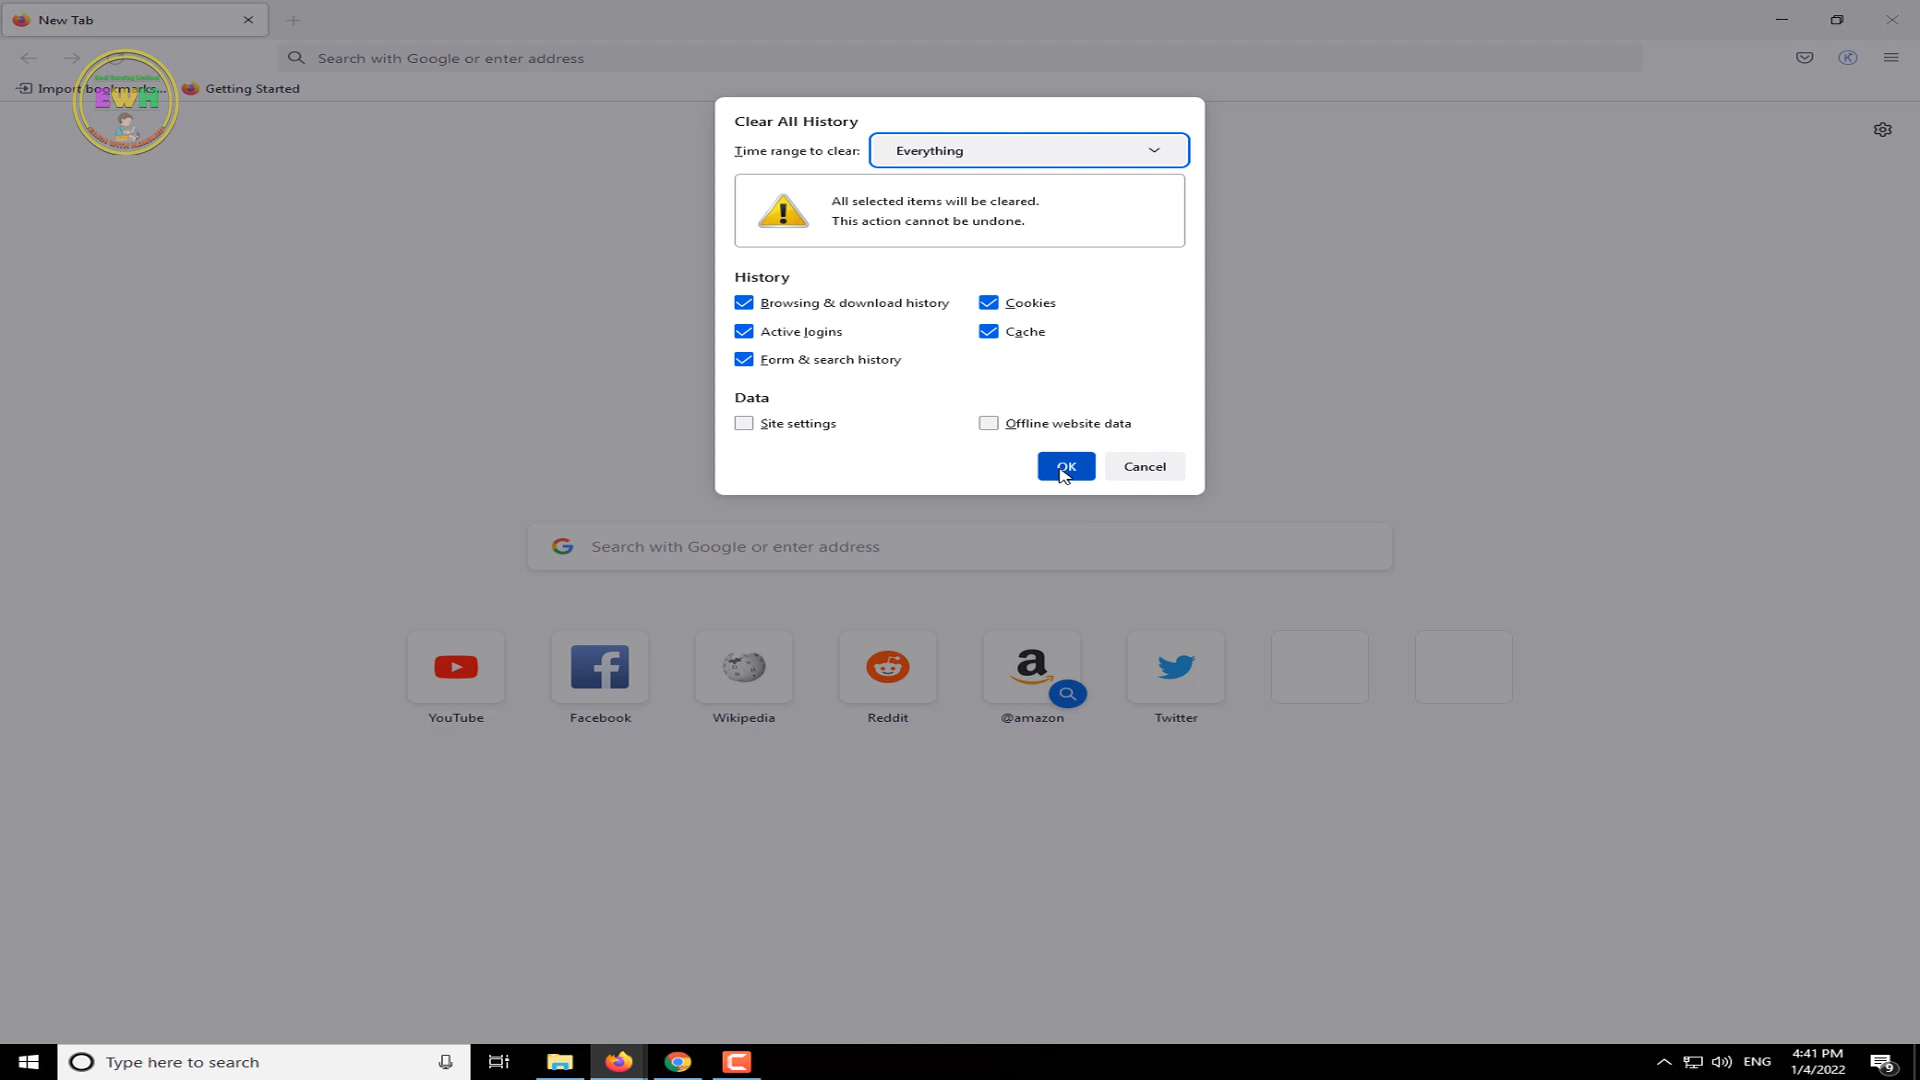 New Tab
Search with Google or enter address
Import bookmarks...
Getting Started
EWH
Clear All History
Time range to clear:
Everything
All selected items will be cleared.
This action cannot be undone.
History
Browsing & download history
Cookies
Active logins
Cache
Form & search history
Data
Site settings
Offline website data
OK
Cancel
Search with Google or enter address
YouTube
Facebook
Wikipedia
Reddit
@amazon
Twitter
Type here to search
ENG
4:41 PM
1/4/2022
9